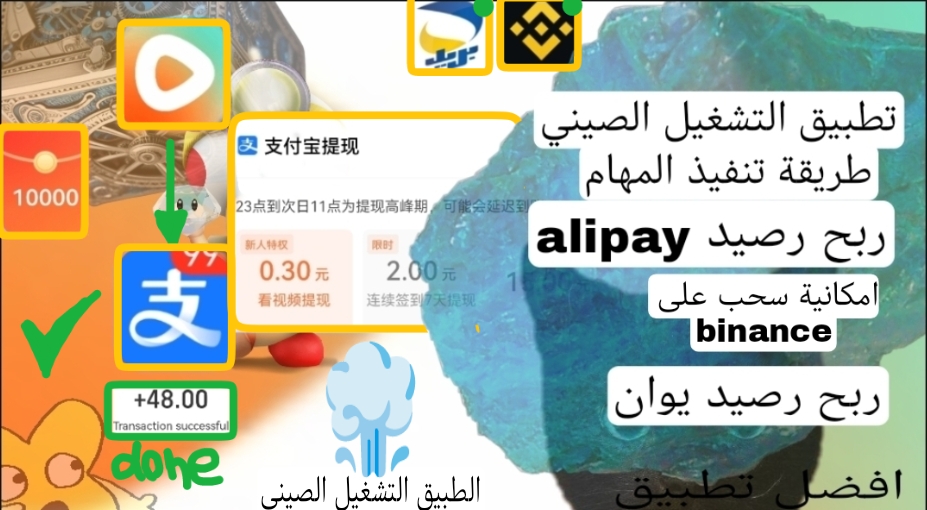 بريد
10000
支付宝提现
23点到次日11点为提现高峰期，可能会延迟到
新人特权
0.30元
看视频提现
限时
2.00元
连续签到7天提现
99
支
+48.00
Transaction successful
done
الطبيق التشغيل الصينى
تطبيق التشغيل الصيني
طريقة تنفيذ المهام
ربح رصيد alipay
امكانية سحب على
binance
ربح رصيد يوان
افضل تطبيق